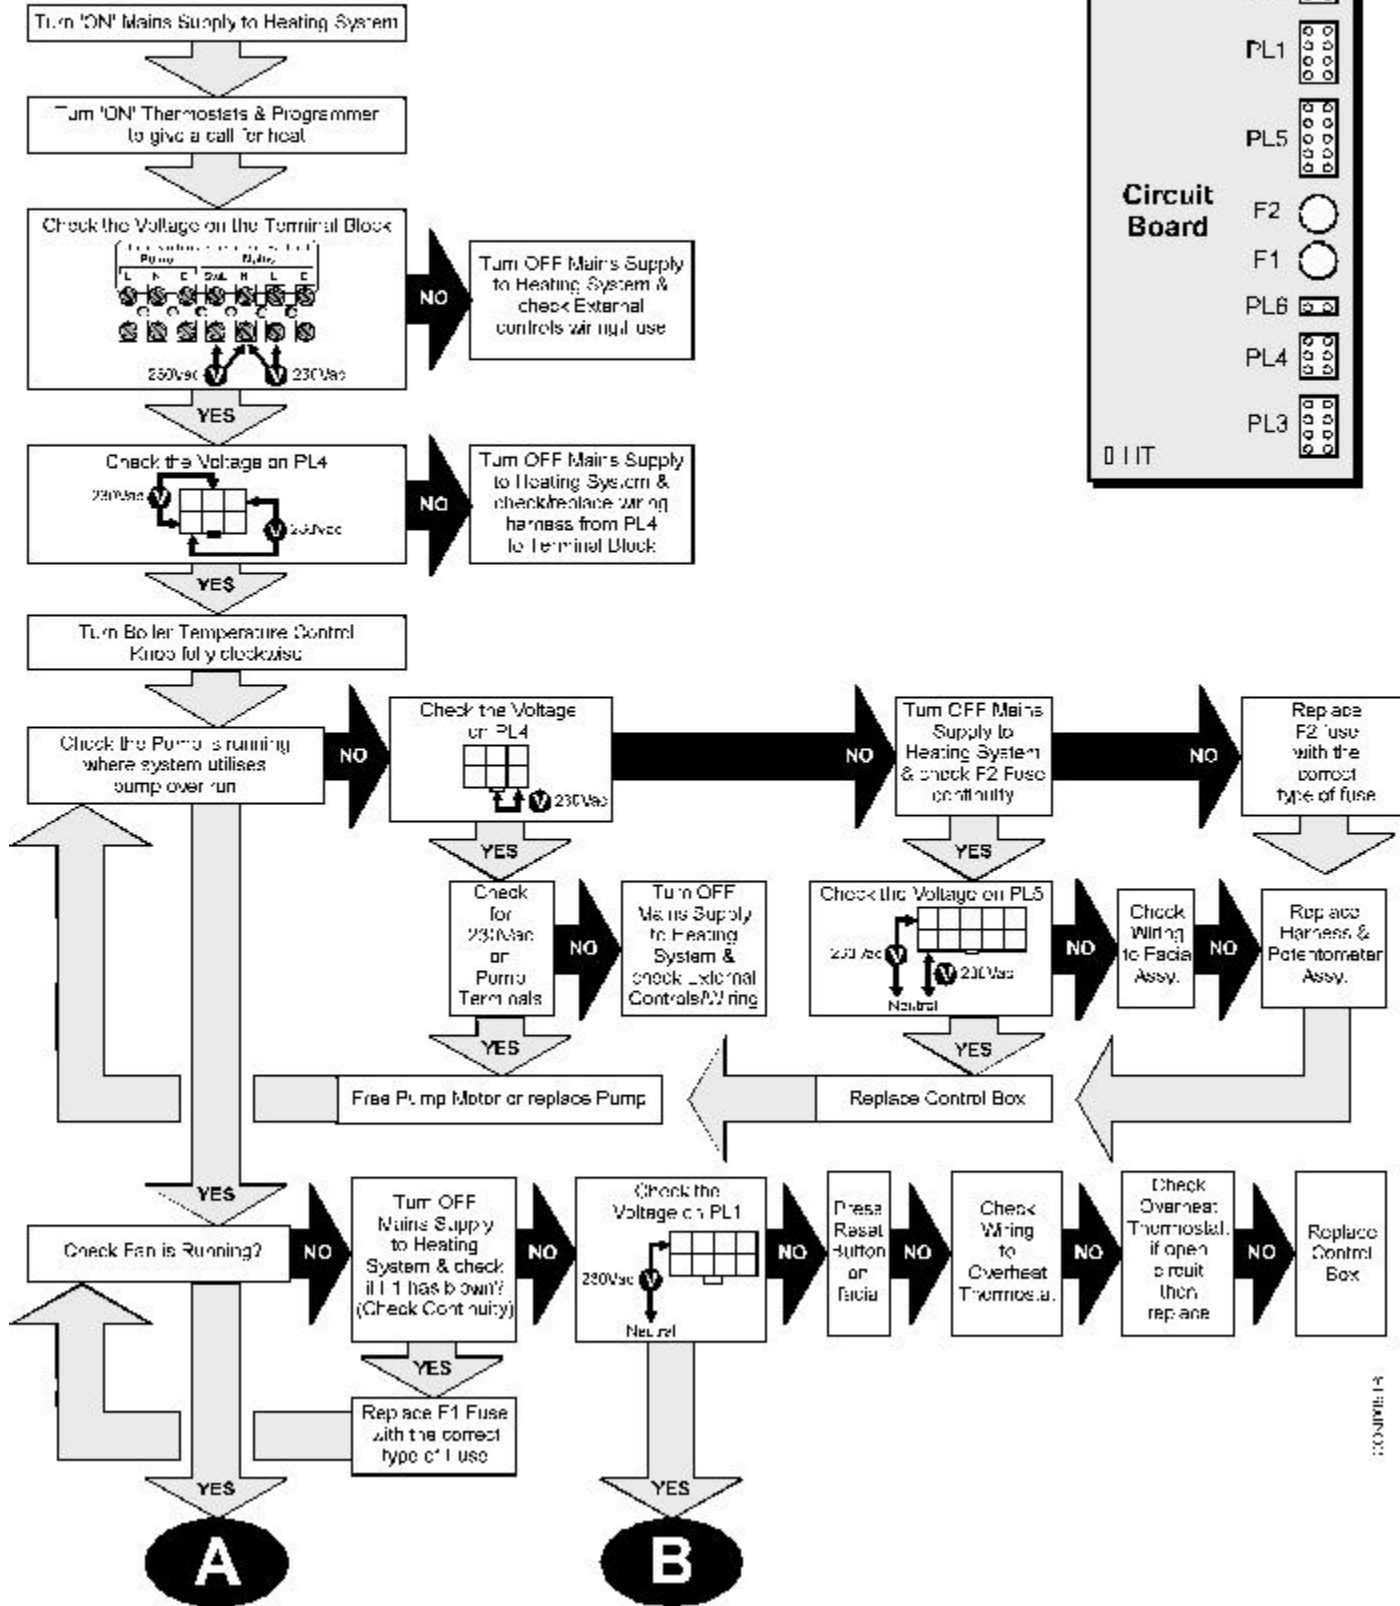 Turn 'ON' Mains Supply to Heating System
Turn 'ON' Thermostats & Programmer
to give a call for heat
Check the Voltage on the Terminal Block
Pump Mains
L N E SwL N L E
230Vac V V 230Vac
NO
Turn OFF Mains Supply
to Heating System &
check External
controls wiring/fuse
YES
Check the Voltage on PL4
230Vac V
V 230Vac
NO
Turn OFF Mains Supply
to Heating System &
check/replace wiring
harness from PL4
to Terminal Block
YES
Turn Boiler Temperature Control
Knob fully clockwise
Check the Pump is running
where system utilises
pump over run
NO
Check the Voltage
on PL4
V 230Vac
NO
Turn OFF Mains
Supply to
Heating System
& check F2 Fuse
continuity
NO
Replace
F2 fuse
with the
correct
type of fuse
YES
Check
for
230Vac
on
Pump
Terminals
NO
Turn OFF
Mains Supply
to Heating
System &
check External
Controls/Wiring
YES
Check the Voltage on PL5
230Vac V
V 230Vac
Neutral
NO
Check
Wiring
to Facia
Assy.
NO
Replace
Harness &
Potentometer
Assy.
YES
YES
Free Pump Motor or replace Pump
Replace Control Box
YES
Check Fan is Running?
NO
Turn OFF
Mains Supply
to Heating
System & check
if F1 has blown?
(Check Continuity)
NO
Check the
Voltage on PL1
230Vac V
Neutral
NO
Press
Reset
Button
on
facia
NO
Check
Wiring
to
Overheat
Thermostat
NO
Check
Overheat
Thermostat,
if open
circuit
then
replace
NO
Replace
Control
Box
YES
Replace F1 Fuse
with the correct
type of Fuse
YES
YES
A
B
PL1
PL5
Circuit
Board
F2
F1
PL6
PL4
PL3